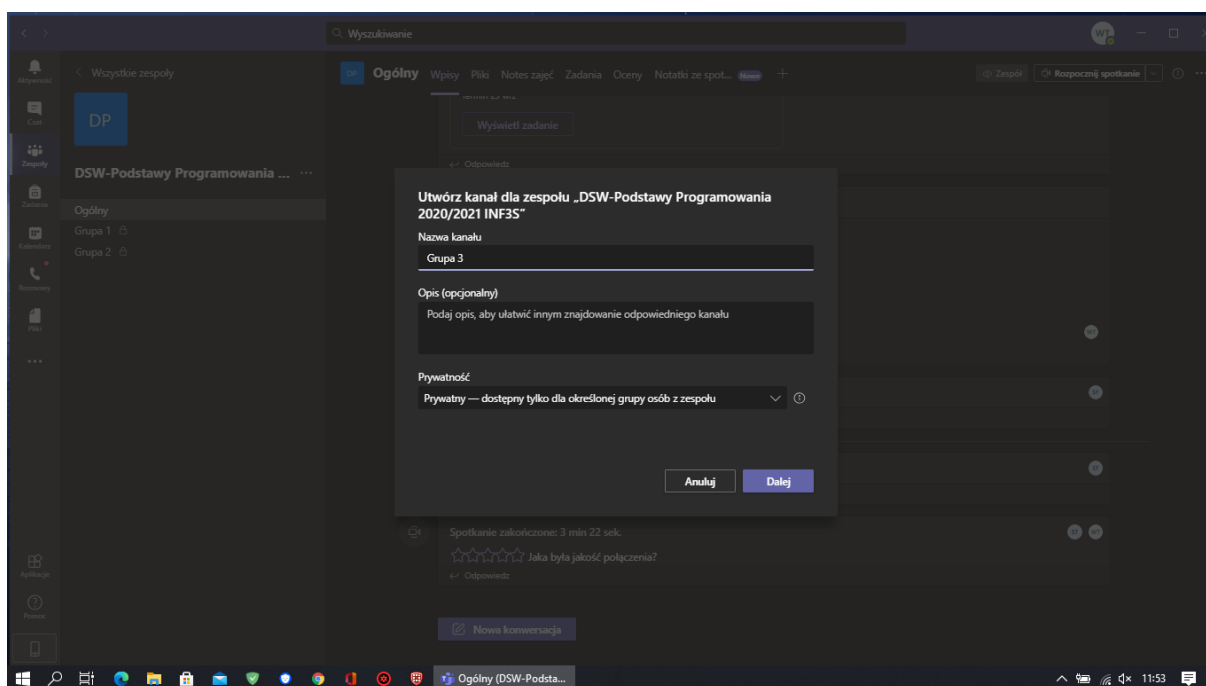 Wyszukiwanie
WT
Aktywność
Czat
Zespoły
Zadania
Kalendarz
Rozmowy
Pliki
Aplikacje
Pomoc
Wszystkie zespoły
DP
DSW-Podstawy Programowania ... ...
Ogólny
Grupa 1
Grupa 2
DP Ogólny Wpisy Pliki Notes zajęć Zadania Oceny Notatki ze spot... Nowe +
Zespół Rozpocznij spotkanie
Wyświetl zadanie
Odpowiedz
Utwórz kanał dla zespołu „DSW-Podstawy Programowania
2020/2021 INF3S”
Nazwa kanału
Grupa 3
Opis (opcjonalny)
Podaj opis, aby ułatwić innym znajdowanie odpowiedniego kanału
Prywatność
Prywatny — dostępny tylko dla określonej grupy osób z zespołu
Anuluj Dalej
Spotkanie zakończone: 3 min 22 sek.
Jaka była jakość połączenia?
Odpowiedz
Nowa konwersacja
Ogólny (DSW-Podsta...
11:53